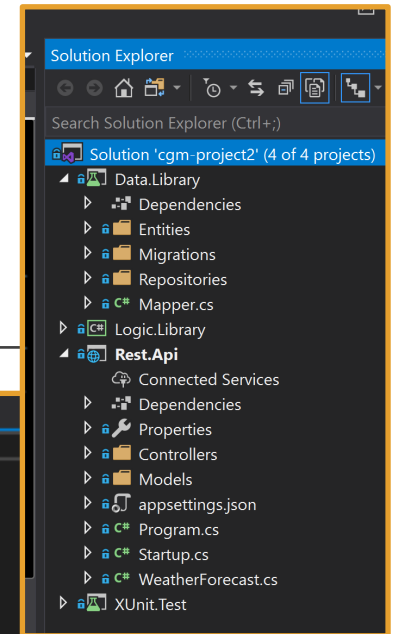 Solution Explorer
Search Solution Explorer (Ctrl+;)
Solution 'cgm-project2' (4 of 4 projects)
Data.Library
Dependencies
Entities
Migrations
Repositories
C# Mapper.cs
C# Logic.Library
Rest.Api
Connected Services
Dependencies
Properties
Controllers
Models
appsettings.json
C# Program.cs
C# Startup.cs
C# WeatherForecast.cs
XUnit.Test